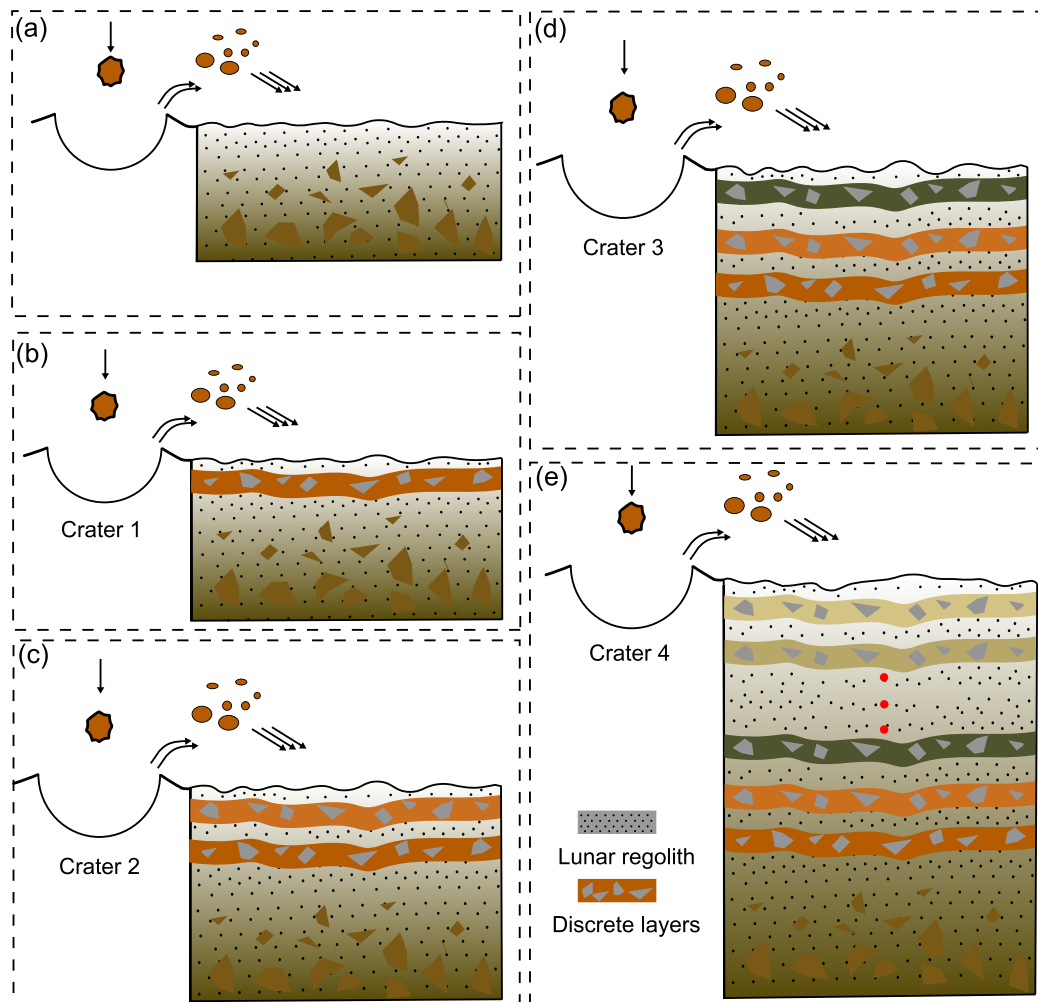 (a)
(b)
Crater 1
(c)
Crater 2
(d)
Crater 3
(e)
Crater 4
Lunar regolith
Discrete layers